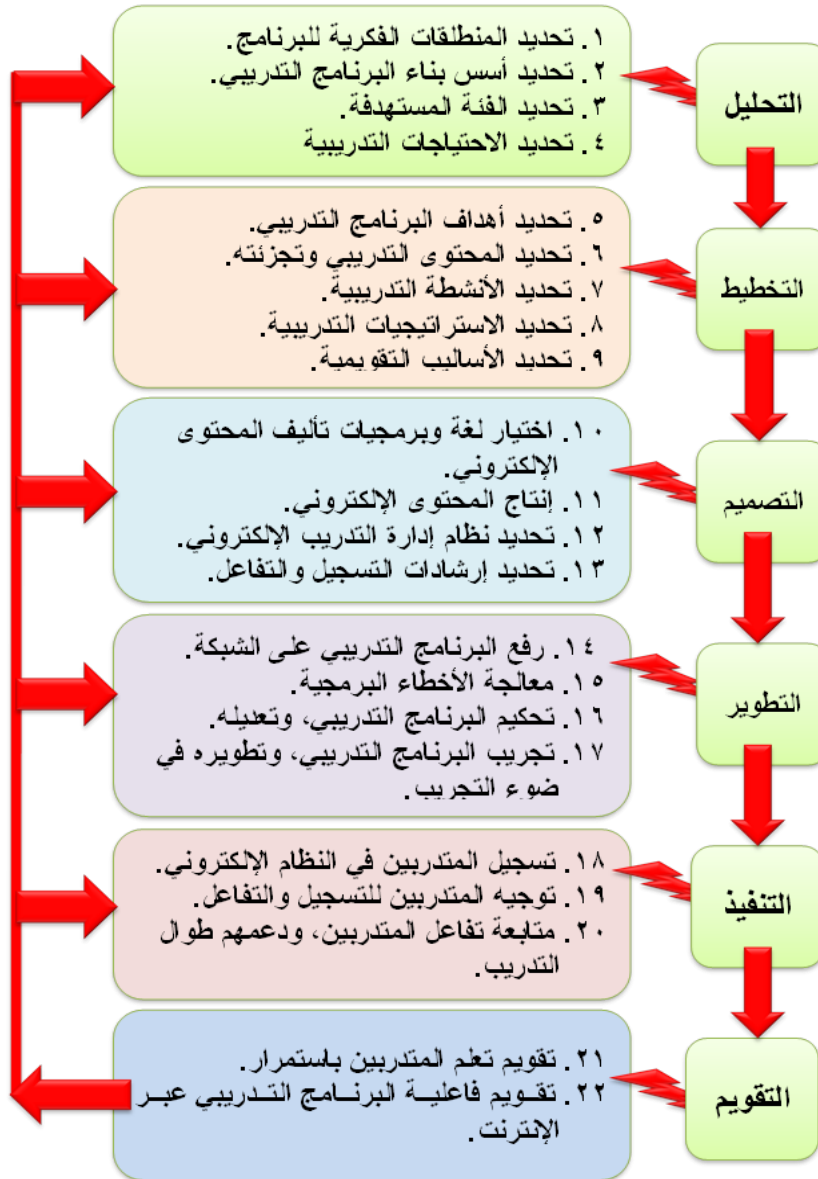 التحليل
١. تحديد المنطلقات الفكرية للبرنامج.
٢. تحديد أسس بناء البرنامج التدريبي.
٣. تحديد الفئة المستهدفة.
٤. تحديد الاحتياجات التدريبية
التخطيط
٥. تحديد أهداف البرنامج التدريبي.
٦. تحديد المحتوى التدريبي وتجزئته.
٧. تحديد الأنشطة التدريبية.
٨. تحديد الاستراتيجيات التدريبية.
٩. تحديد الأساليب التقويمية.
التصميم
١٠. اختيار لغة وبرمجيات تأليف المحتوى
الإلكتروني.
١١. إنتاج المحتوى الإلكتروني.
١٢. تحديد نظام إدارة التدريب الإلكتروني.
١٣. تحديد إرشادات التسجيل والتفاعل.
التطوير
١٤. رفع البرنامج التدريبي على الشبكة.
١٥. معالجة الأخطاء البرمجية.
١٦. تحكيم البرنامج التدريبي، وتعديله.
١٧. تجريب البرنامج التدريبي، وتطويره في
ضوء التجريب.
التنفيذ
١٨. تسجيل المتدربين في النظام الإلكتروني.
١٩. توجيه المتدربين للتسجيل والتفاعل.
٢٠. متابعة تفاعل المتدربين، ودعمهم طوال
التدريب.
التقويم
٢١. تقويم تعلم المتدربين باستمرار.
٢٢. تقـويم فاعليـة البرنـامج التـدريبي عبـر
الإنترنت.